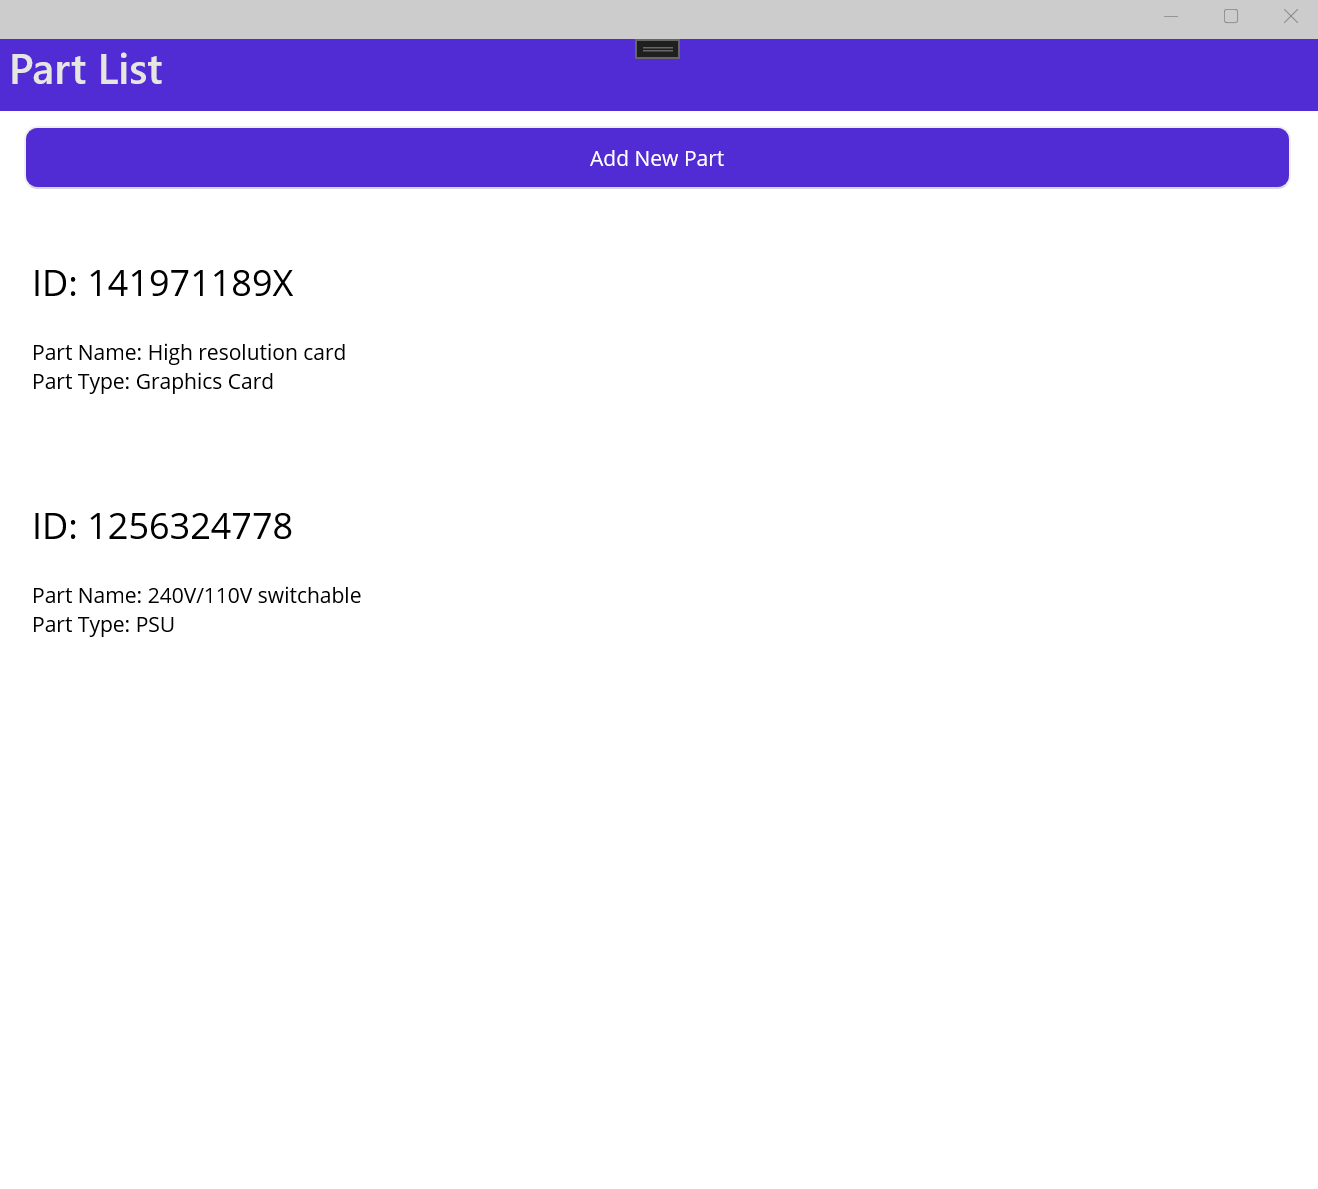 Part List
Add New Part
ID: 141971189X
Part Name: High resolution card
Part Type: Graphics Card
ID: 1256324778
Part Name: 240V/110V switchable
Part Type: PSU